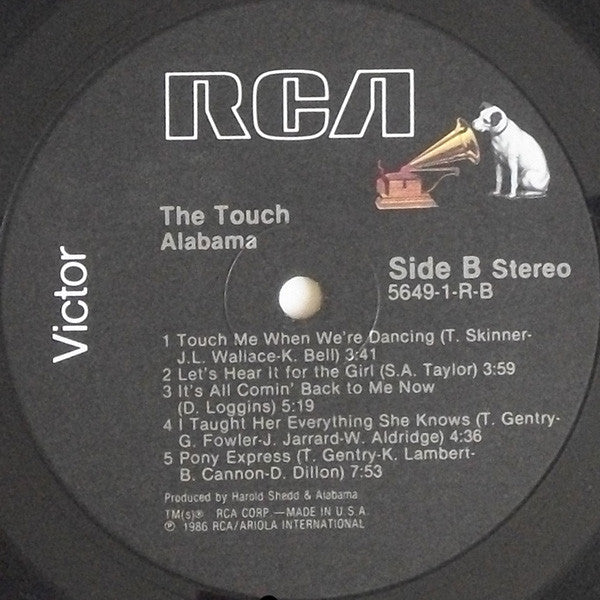 RCA
The Touch
Alabama
Victor
Side B Stereo
5649-1-R-B
1 Touch Me When We're Dancing (T. Skinner-
J.L. Wallace-K. Bell) 3:41
2 Let's Hear It for the Girl (S.A. Taylor) 3:59
3 It's All Comin' Back to Me Now
(D. Loggins) 5:19
4 I Taught Her Everything She Knows (T. Gentry-
G. Fowler-J. Jarrard-W. Aldridge) 4:36
5 Pony Express (T. Gentry-K. Lambert-
B. Cannon-D. Dillon) 7:53
Produced by Harold Shedd & Alabama
TM(s)® RCA CORP.—MADE IN U.S.A.
℗ 1986 RCA/ARIOLA INTERNATIONAL